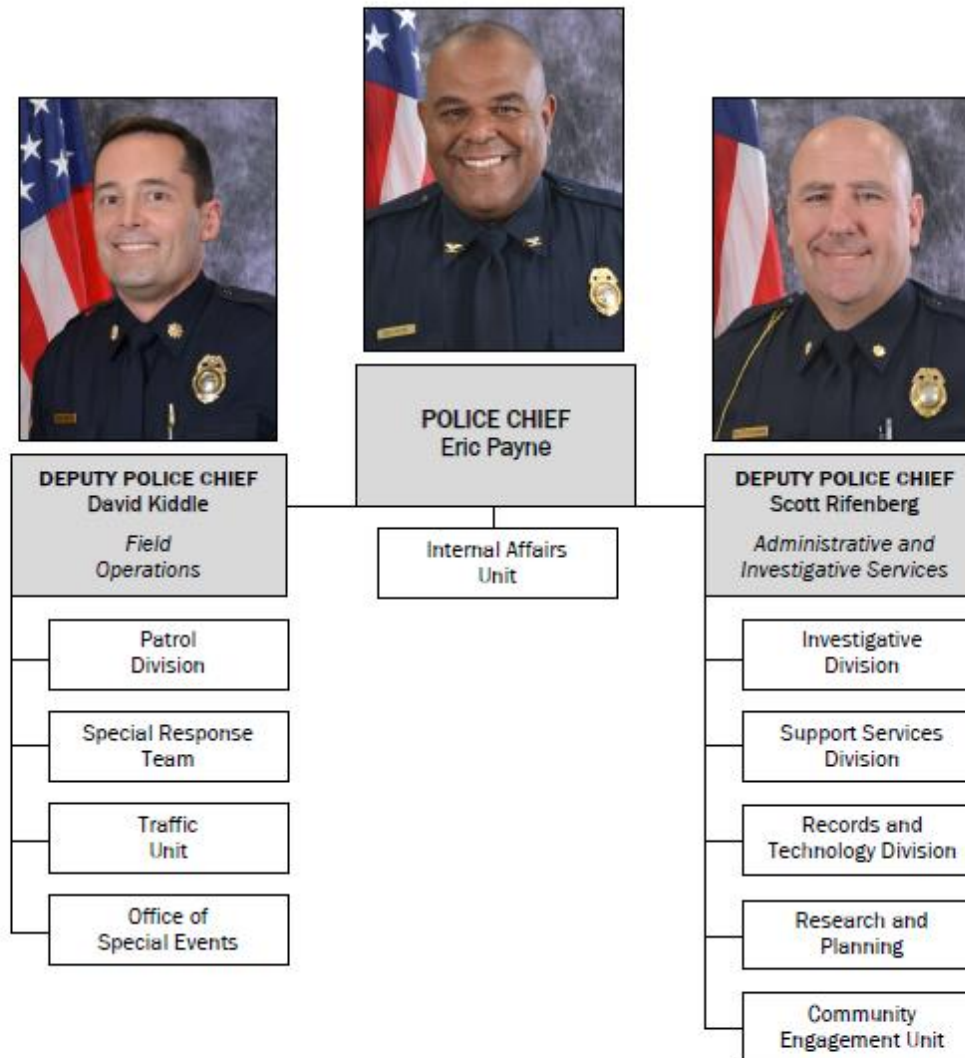 POLICE CHIEF
Eric Payne
DEPUTY POLICE CHIEF
David Kiddle
Field
Operations
DEPUTY POLICE CHIEF
Scott Rifenberg
Administrative and
Investigative Services
Internal Affairs
Unit
Patrol
Division
Special Response
Team
Traffic
Unit
Office of
Special Events
Investigative
Division
Support Services
Division
Records and
Technology Division
Research and
Planning
Community
Engagement Unit